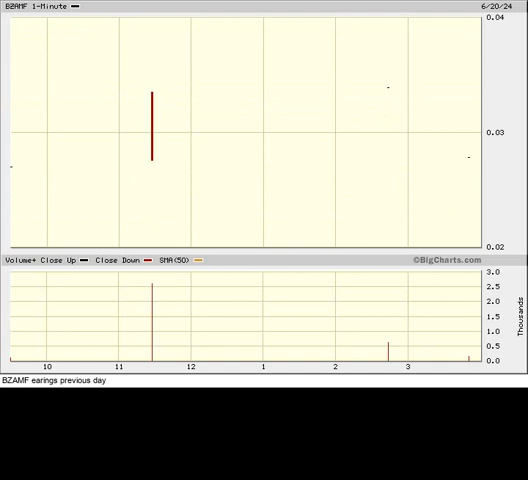 BZAMF 1-Minute 6/20/24
0.04
0.03
0.02
Volume+ Close Up Close Down SMA(50) ©BigCharts.com
3.0
2.5
2.0
1.5
1.0
0.5
0.0
Thousands
10 11 12 1 2 3
BZAMF earings previous day